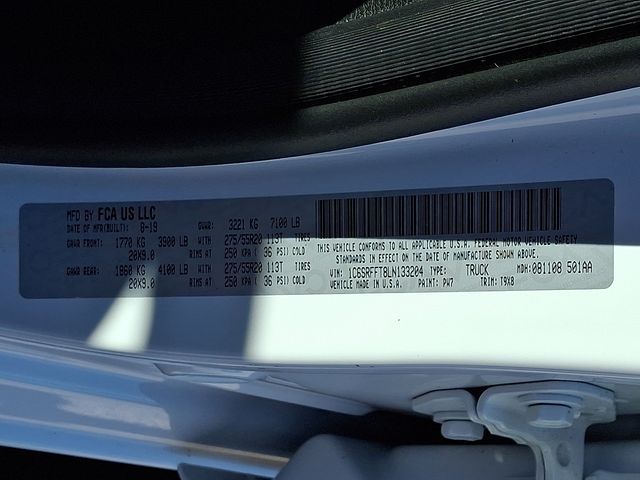 MFD BY FCA US LLC
DATE OF MFR(BUILT): 8-19 GVWR: 3221 KG 7100 LB
GAWR FRONT: 1770 KG 3900 LB WITH 275/55R20 113T TIRES
20X9.0 RIMS AT 250 KPA ( 36 PSI) COLD
GAWR REAR: 1860 KG 4100 LB WITH 275/55R20 113T TIRES
20X9.0 RIMS AT 250 KPA ( 36 PSI) COLD
THIS VEHICLE CONFORMS TO ALL APPLICABLE U.S.A. FEDERAL MOTOR VEHICLE SAFETY
STANDARDS IN EFFECT ON THE DATE OF MANUFACTURE SHOWN ABOVE.
VIN: 1C6SRFFT8LN133204 TYPE: TRUCK MDH: 081108 501AA
VEHICLE MADE IN U.S.A. PAINT: PW7 TRIM: T9X8